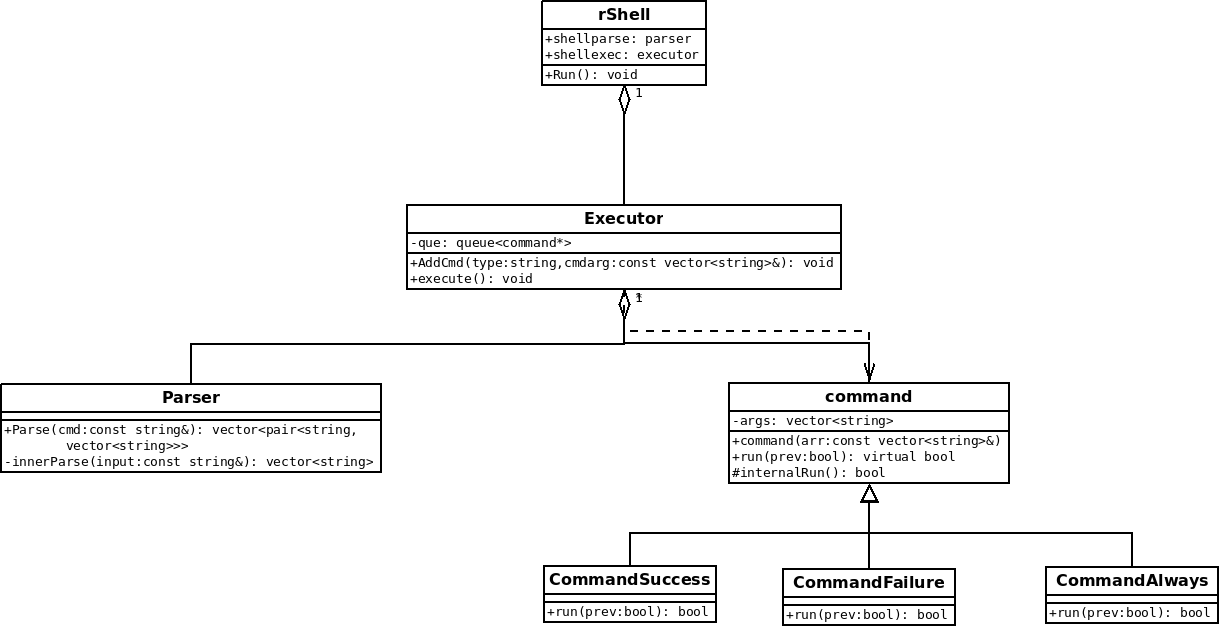 rShell
+shellparse: parser
+shellexec: executor
+Run(): void
1
Executor
-que: queue<command*>
+AddCmd(type:string,cmdarg:const vector<string>&): void
+execute(): void
1
Parser
+Parse(cmd:const string&): vector<pair<string,
vector<string>>>
-innerParse(input:const string&): vector<string>
command
-args: vector<string>
+command(arr:const vector<string>&)
+run(prev:bool): virtual bool
#internalRun(): bool
CommandSuccess
+run(prev:bool): bool
CommandFailure
+run(prev:bool): bool
CommandAlways
+run(prev:bool): bool